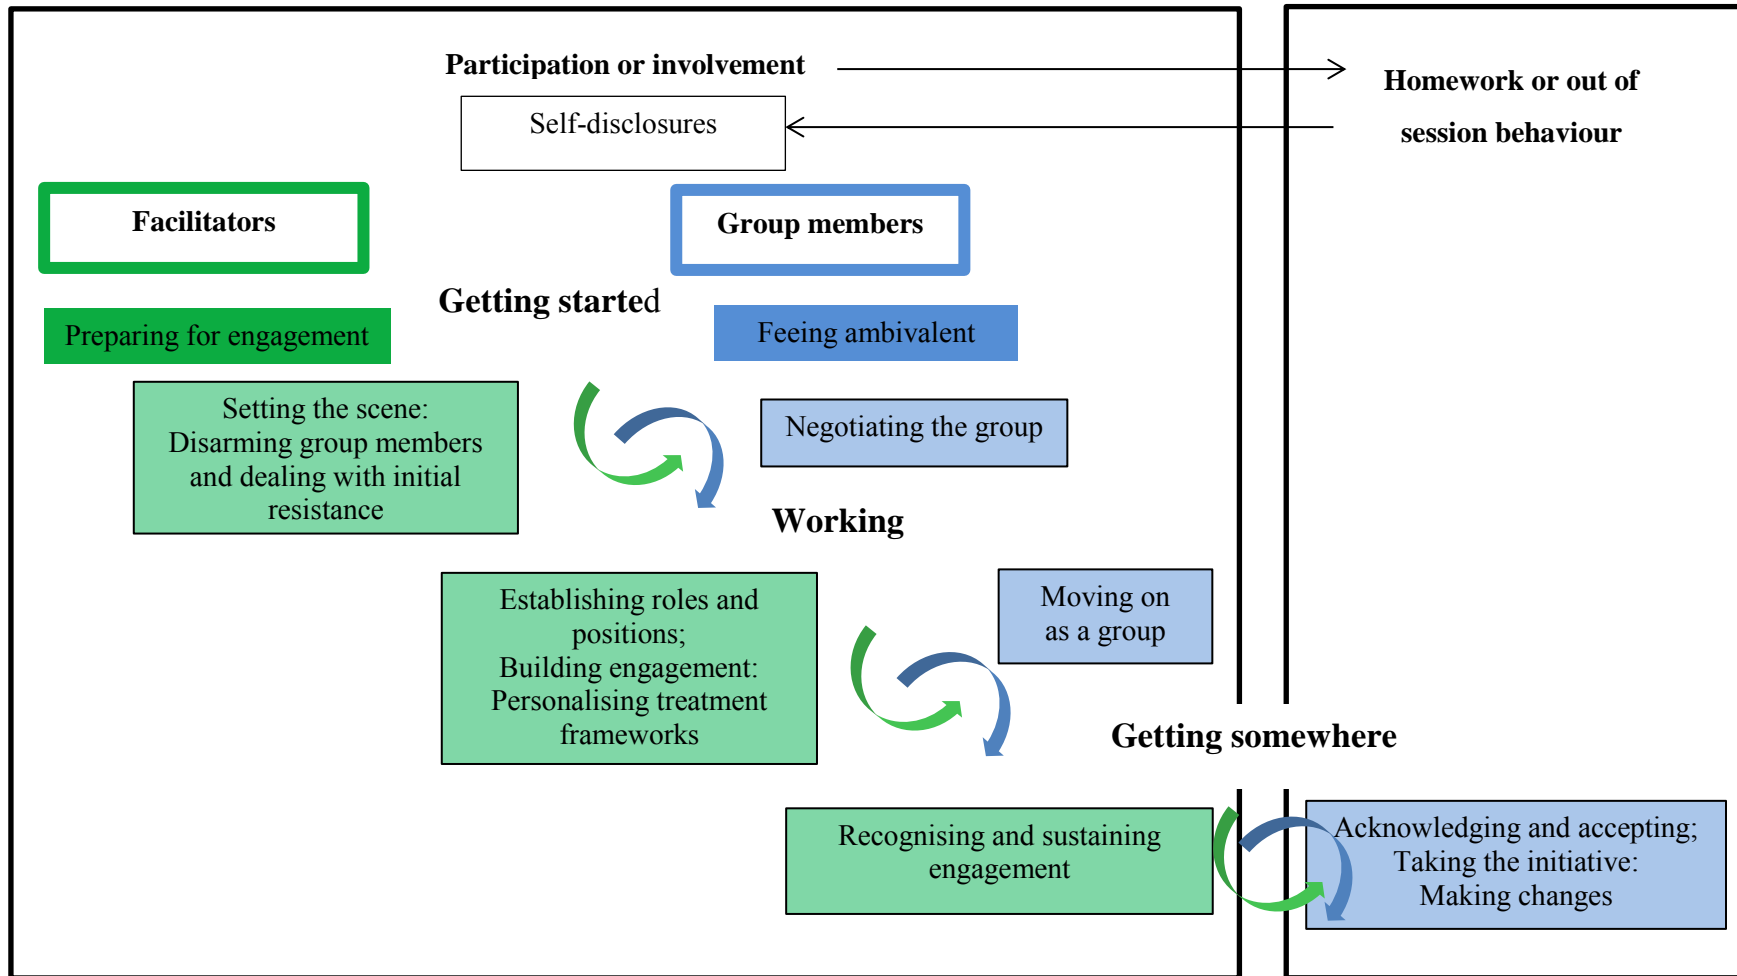 Participation or involvement
Homework or out of
session behaviour
Self-disclosures
Facilitators
Group members
Getting started
Preparing for engagement
Feeing ambivalent
Setting the scene:
Disarming group members
and dealing with initial
resistance
Negotiating the group
Working
Establishing roles and
positions;
Building engagement:
Personalising treatment
frameworks
Moving on
as a group
Getting somewhere
Recognising and sustaining
engagement
Acknowledging and accepting;
Taking the initiative:
Making changes